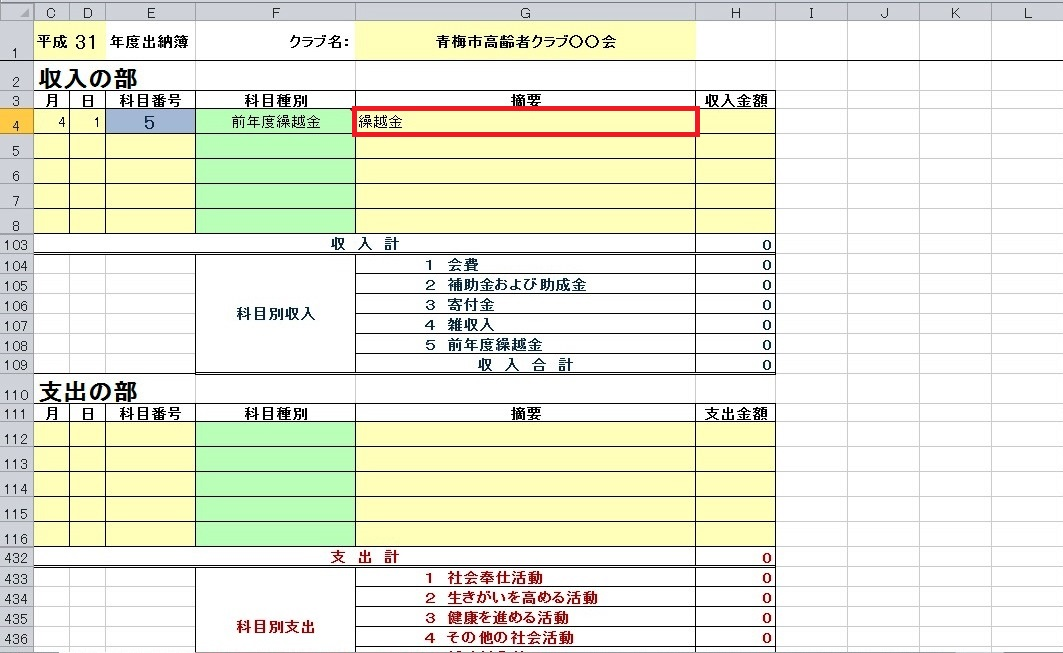 C D E F G H I J K L
1 平成 31 年度出納簿 クラブ名： 青梅市高齢者クラブ〇〇会
2 収入の部
3 月 日 科目番号 科目種別 摘要 収入金額
4 4 1 5 前年度繰越金 繰越金
5
6
7
8
103 収 入 計 0
104 1 会費 0
105 2 補助金および助成金 0
106 科目別収入 3 寄付金 0
107 4 雑収入 0
108 5 前年度繰越金 0
109 収 入 合 計 0
110 支出の部
111 月 日 科目番号 科目種別 摘要 支出金額
112
113
114
115
116
432 支 出 計 0
433 1 社会奉仕活動 0
434 2 生きがいを高める活動 0
435 科目別支出 3 健康を進める活動 0
436 4 その他の社会活動 0